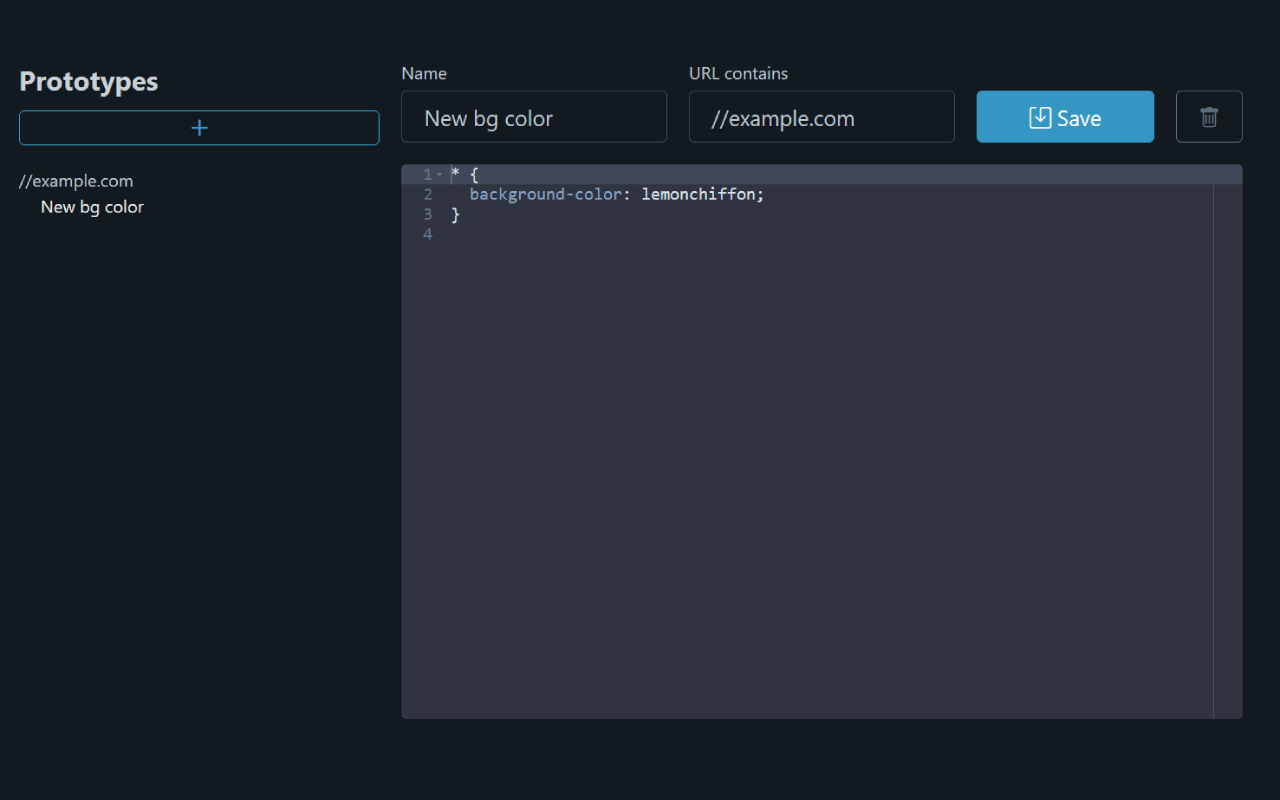 Prototypes
+
//example.com
New bg color
Name
New bg color
URL contains
//example.com
Save
1 * {
2   background-color: lemonchiffon;
3 }
4